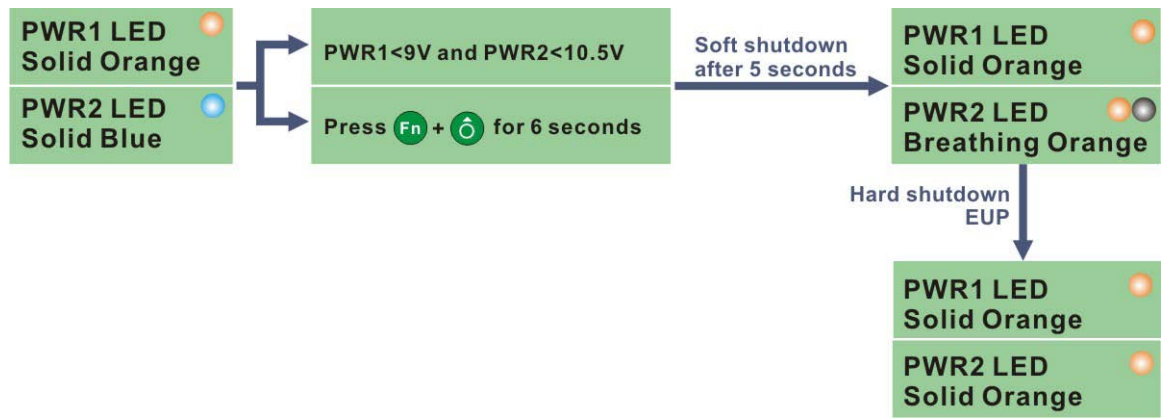 PWR1 LED
Solid Orange
PWR2 LED
Solid Blue
PWR1<9V and PWR2<10.5V
Press Fn + for 6 seconds
Soft shutdown
after 5 seconds
PWR1 LED
Solid Orange
PWR2 LED
Breathing Orange
Hard shutdown
EUP
PWR1 LED
Solid Orange
PWR2 LED
Solid Orange